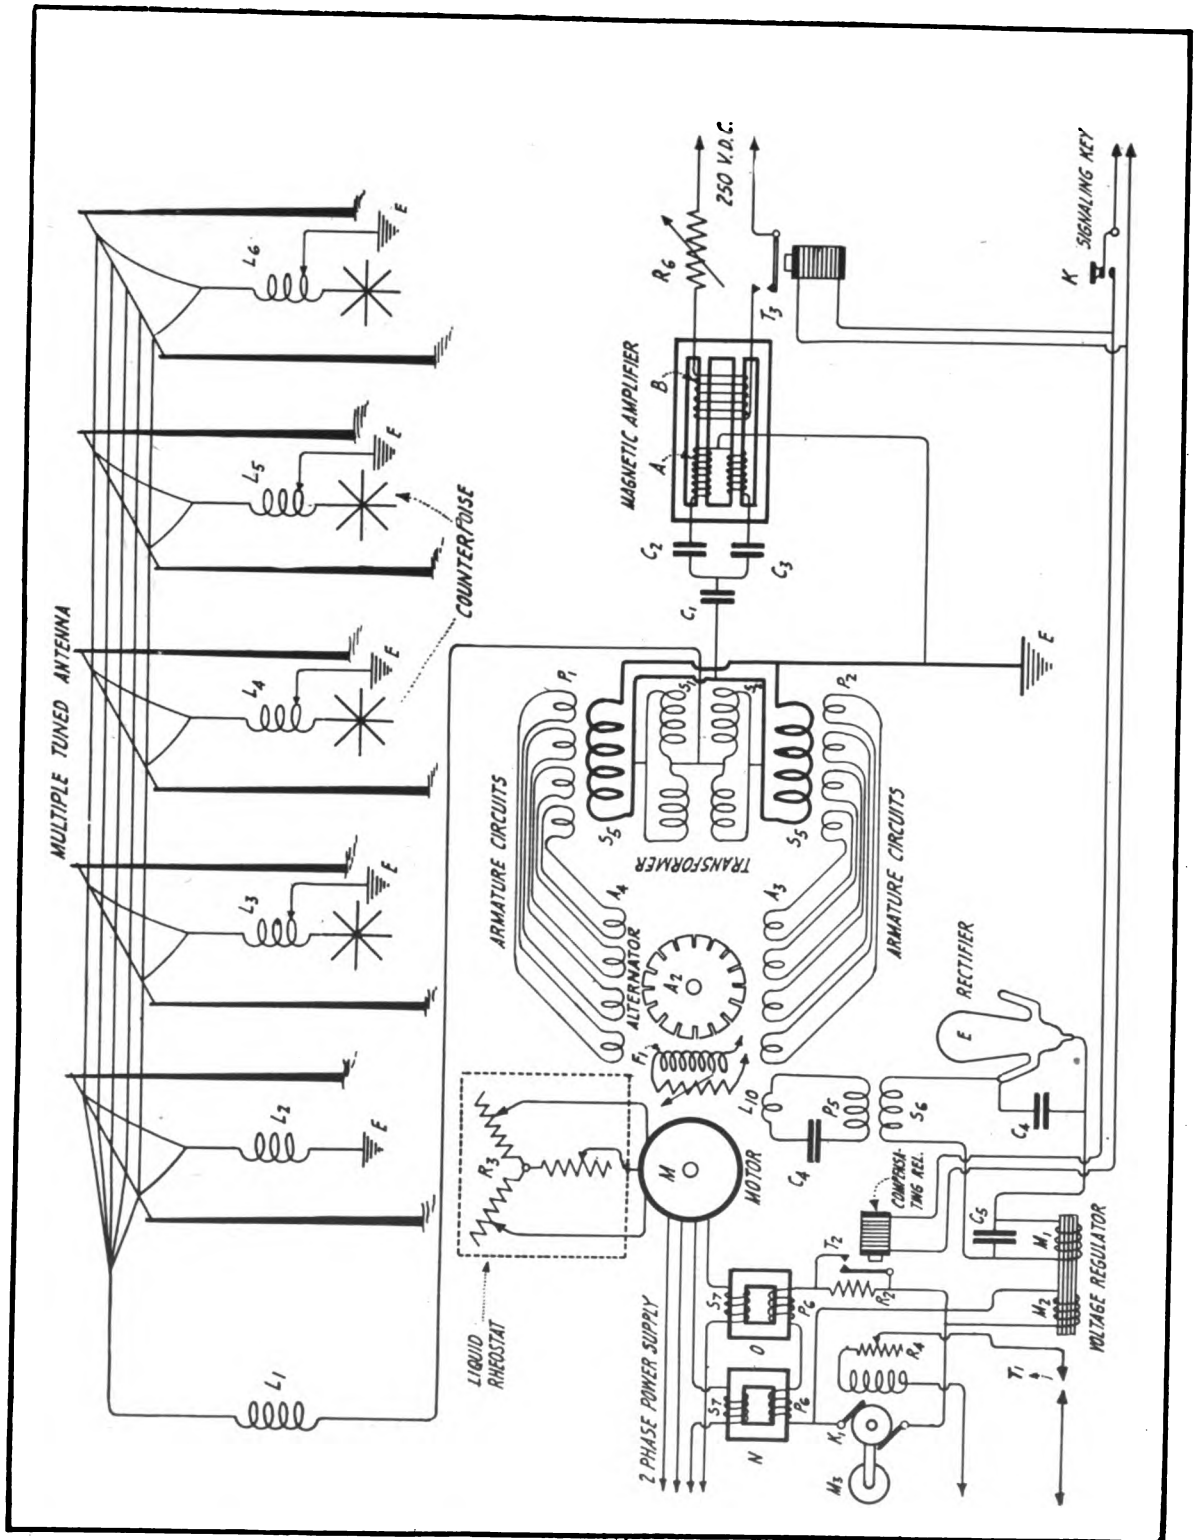 MULTIPLE TUNED ANTENNA
L1
L2
E
L3
E
L4
E
L5
E
L6
E
COUNTERPOISE
LIQUID
RHEOSTAT
R3
2 PHASE POWER SUPPLY
M
MOTOR
ARMATURE CIRCUITS
ALTERNATOR
F1
A2
A4
A3
P1
S5
S1
TRANSFORMER
S5
P2
ARMATURE CIRCUITS
C1
C2
C3
MAGNETIC AMPLIFIER
A
B
R6
250 V.D.C.
T3
K
SIGNALING KEY
E
S7
P6
N
S7
P6
O
T2
R2
COMPENSA-
TING REL.
L10
C4
P5
S6
E
RECTIFIER
C4
C5
M1
M2
VOLTAGE REGULATOR
M3
K1
R4
T1